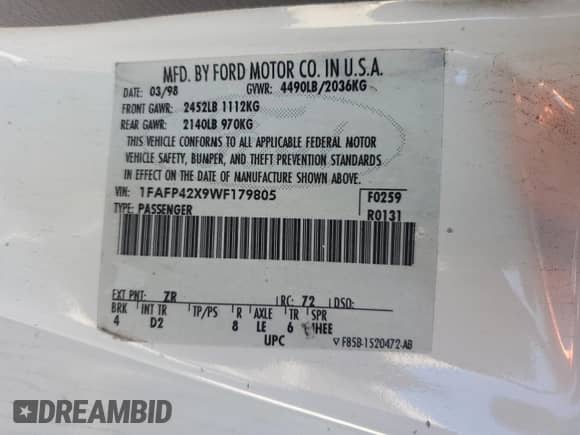 MFD. BY FORD MOTOR CO. IN U.S.A.
DATE: 03/98 GVWR: 4490LB/2036KG
FRONT GAWR: 2452LB 1112KG
REAR GAWR: 2140LB 970KG
THIS VEHICLE CONFORMS TO ALL APPLICABLE FEDERAL MOTOR
VEHICLE SAFETY, BUMPER, AND THEFT PREVENTION STANDARDS
IN EFFECT ON THE DATE OF MANUFACTURE SHOWN ABOVE.
VIN: 1FAFP42X9WF179805 F0259
TYPE: PASSENGER R0131
EXT PNT: ZR RC: 72 DSO:
BRK INT TR TP/PS R AXLE TR SPR
4 D2 8 LE 6
UPC F85B-1520472-AB
DREAMBID